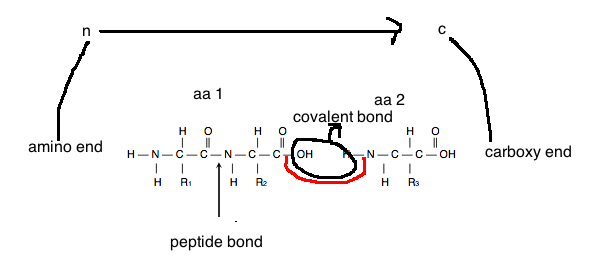 n c
aa 1
aa 2
covalent bond
amino end
carboxy end
H O H O H O
H—N—C—C—N—C—C—OH H—N—C—C—OH
H R₁ H R₂ H R₃
peptide bond